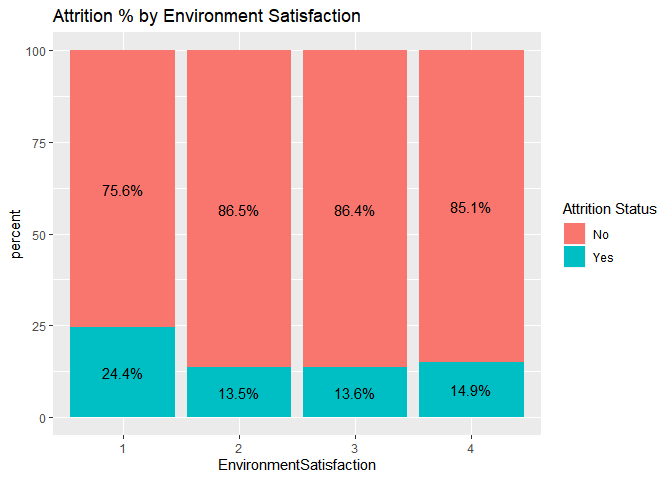 Attrition % by Environment Satisfaction
100
75
50
25
0
percent
75.6%
86.5%
86.4%
85.1%
24.4%
13.5%
13.6%
14.9%
1
2
3
4
EnvironmentSatisfaction
Attrition Status
No
Yes